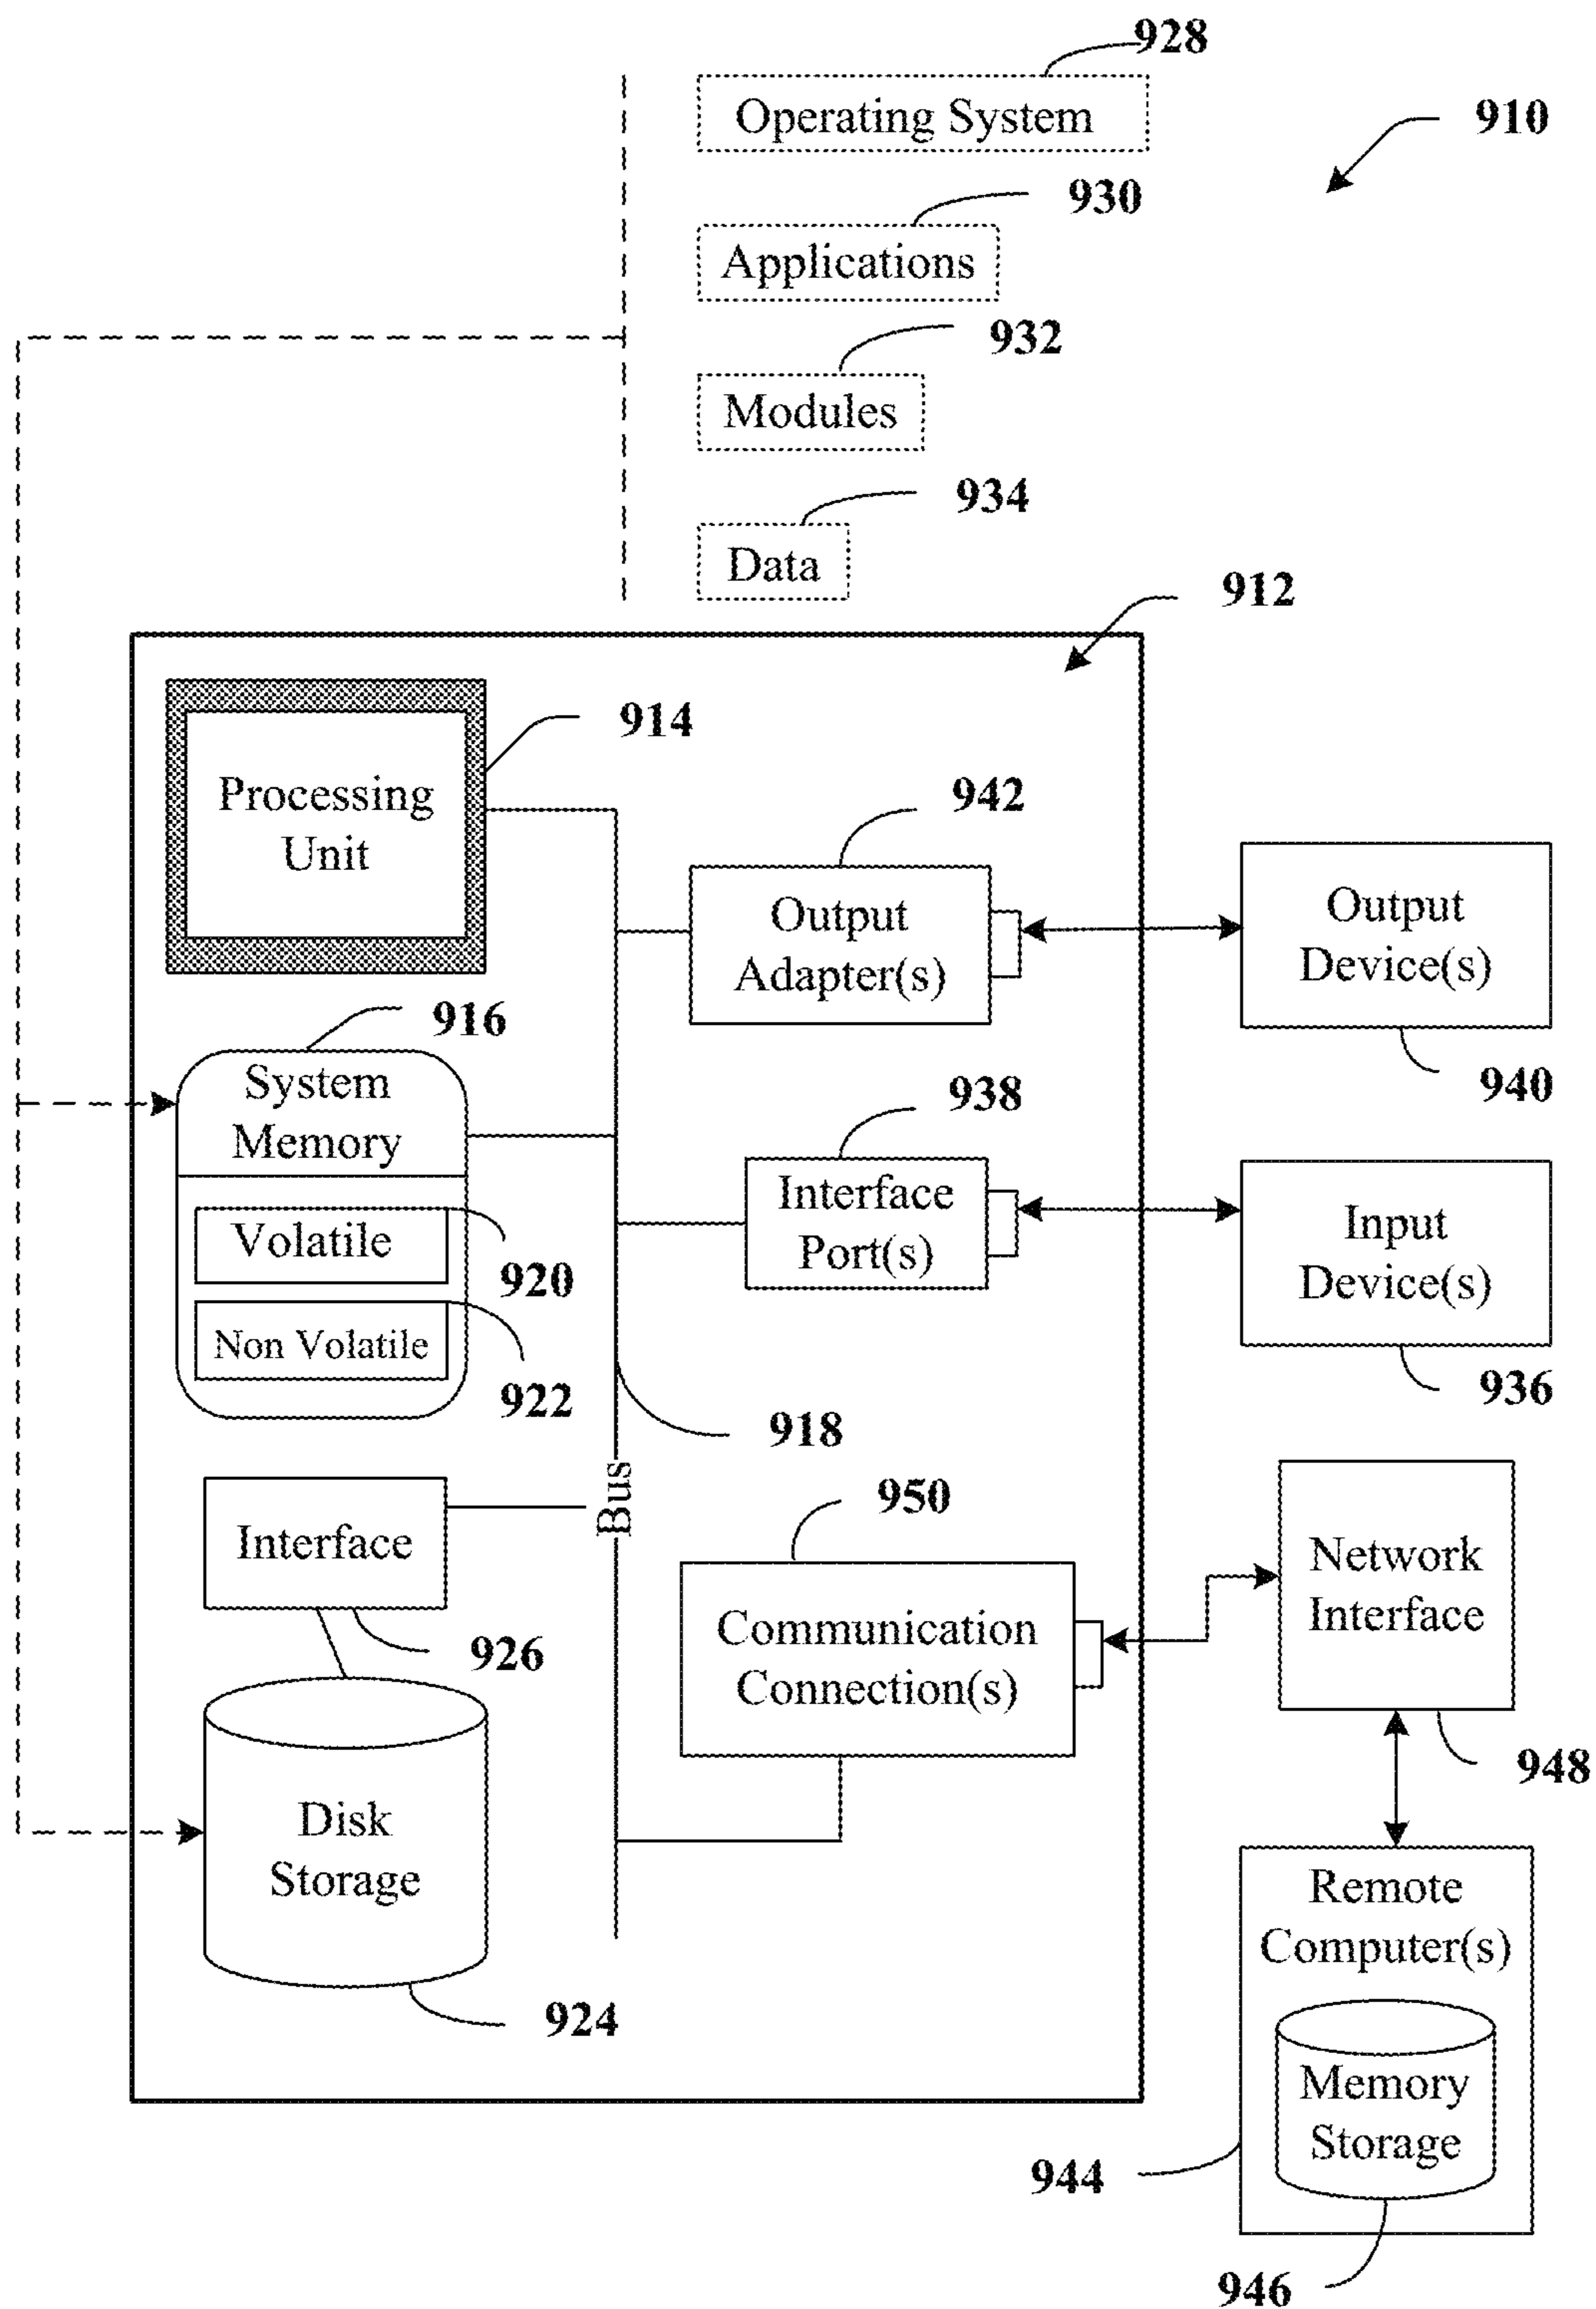 928
Operating System
910
930
Applications
932
Modules
934
Data
912
914
Processing
Unit
942
Output
Adapter(s)
Output
Device(s)
940
916
System
Memory
938
Interface
Port(s)
Input
Device(s)
936
Volatile
920
Non Volatile
922
918
Bus
950
Interface
926
Communication
Connection(s)
Network
Interface
948
Disk
Storage
924
Remote
Computer(s)
Memory
Storage
944
946